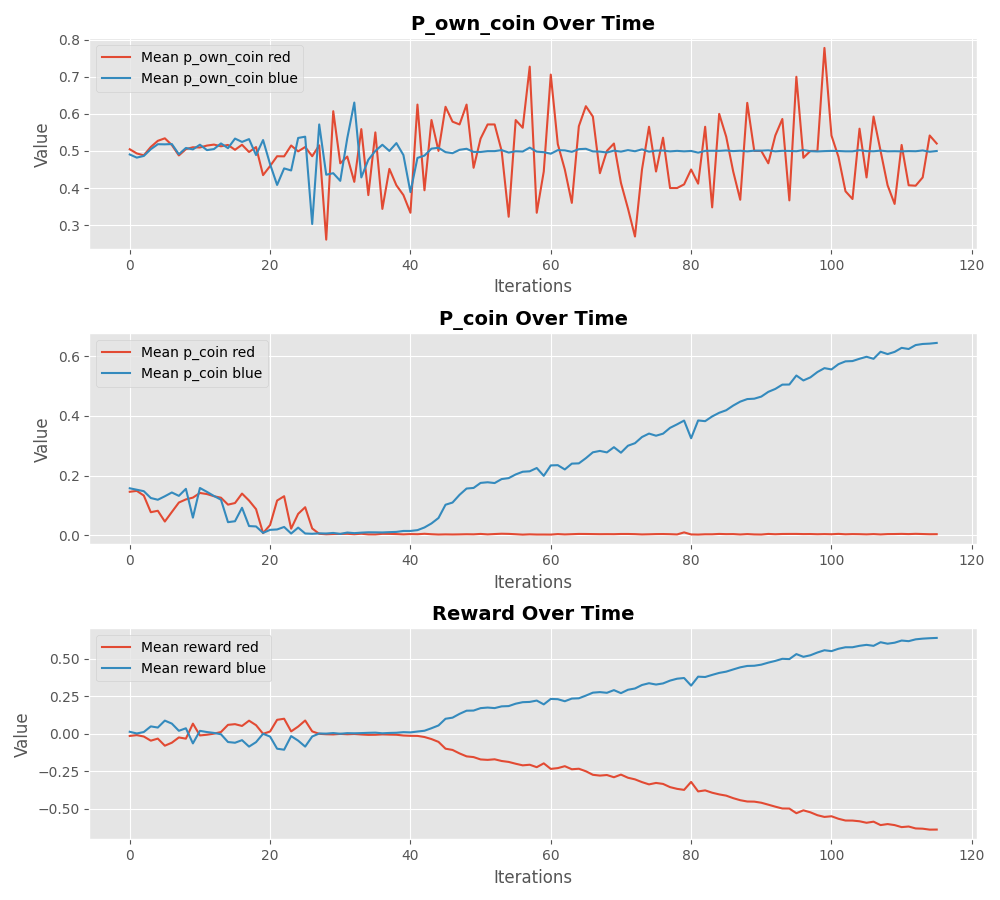 P_own_coin Over Time
Mean p_own_coin red
Mean p_own_coin blue
Value
0.8
0.7
0.6
0.5
0.4
0.3
0 20 40 60 80 100 120
Iterations
P_coin Over Time
Mean p_coin red
Mean p_coin blue
Value
0.6
0.4
0.2
0.0
0 20 40 60 80 100 120
Iterations
Reward Over Time
Mean reward red
Mean reward blue
Value
0.50
0.25
0.00
−0.25
−0.50
0 20 40 60 80 100 120
Iterations